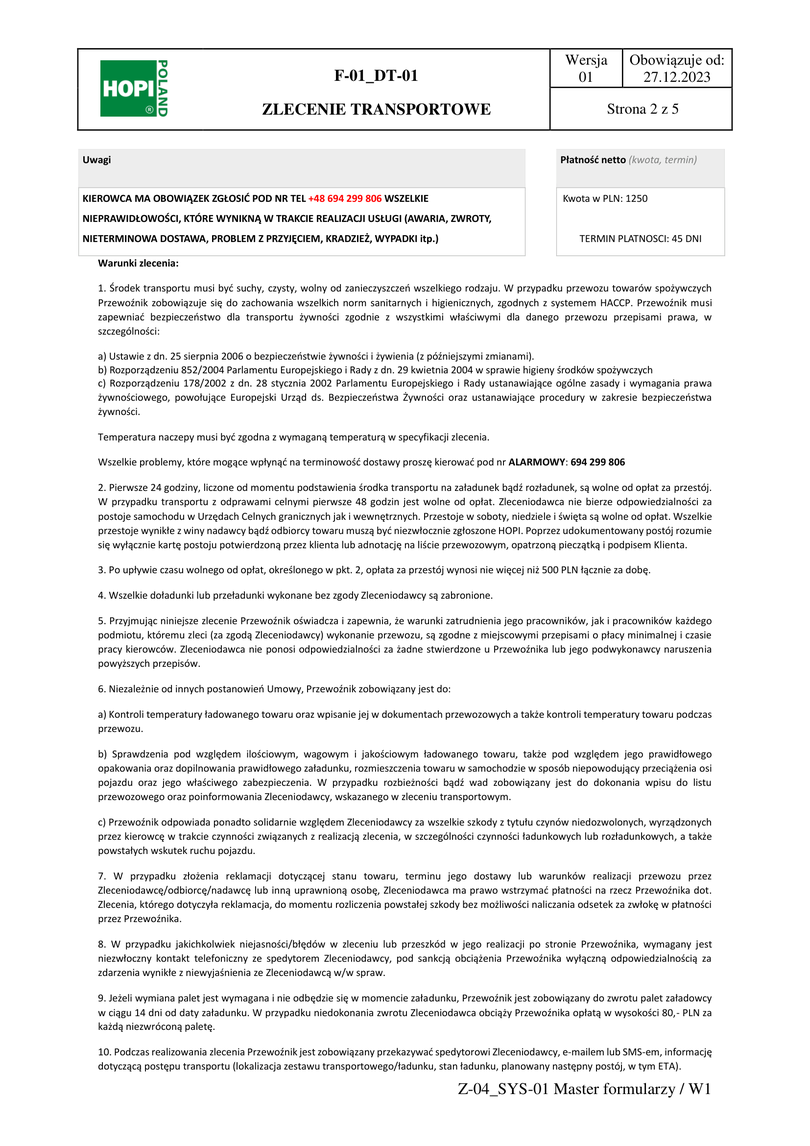 HOPI
POLAND
®
F-01_DT-01
ZLECENIE TRANSPORTOWE
Wersja
01
Obowiązuje od:
27.12.2023
Strona 2 z 5
Uwagi
KIEROWCA MA OBOWIĄZEK ZGŁOSIĆ POD NR TEL +48 694 299 806 WSZELKIE
NIEPRAWIDŁOWOŚCI, KTÓRE WYNIKNĄ W TRAKCIE REALIZACJI USŁUGI (AWARIA, ZWROTY,
NIETERMINOWA DOSTAWA, PROBLEM Z PRZYJĘCIEM, KRADZIEŻ, WYPADKI itp.)
Płatność netto (kwota, termin)
Kwota w PLN: 1250
TERMIN PLATNOSCI: 45 DNI
Warunki zlecenia:
1. Środek transportu musi być suchy, czysty, wolny od zanieczyszczeń wszelkiego rodzaju. W przypadku przewozu towarów spożywczych
Przewoźnik zobowiązuje się do zachowania wszelkich norm sanitarnych i higienicznych, zgodnych z systemem HACCP. Przewoźnik musi
zapewniać bezpieczeństwo dla transportu żywności zgodnie z wszystkimi właściwymi dla danego przewozu przepisami prawa, w
szczególności:
a) Ustawie z dn. 25 sierpnia 2006 o bezpieczeństwie żywności i żywienia (z późniejszymi zmianami).
b) Rozporządzeniu 852/2004 Parlamentu Europejskiego i Rady z dn. 29 kwietnia 2004 w sprawie higieny środków spożywczych
c) Rozporządzeniu 178/2002 z dn. 28 stycznia 2002 Parlamentu Europejskiego i Rady ustanawiające ogólne zasady i wymagania prawa
żywnościowego, powołujące Europejski Urząd ds. Bezpieczeństwa Żywności oraz ustanawiające procedury w zakresie bezpieczeństwa
żywności.
Temperatura naczepy musi być zgodna z wymaganą temperaturą w specyfikacji zlecenia.
Wszelkie problemy, które mogące wpłynąć na terminowość dostawy proszę kierować pod nr ALARMOWY: 694 299 806
2. Pierwsze 24 godziny, liczone od momentu podstawienia środka transportu na załadunek bądź rozładunek, są wolne od opłat za przestój.
W przypadku transportu z odprawami celnymi pierwsze 48 godzin jest wolne od opłat. Zleceniodawca nie bierze odpowiedzialności za
postoje samochodu w Urzędach Celnych granicznych jak i wewnętrznych. Przestoje w soboty, niedziele i święta są wolne od opłat. Wszelkie
przestoje wynikłe z winy nadawcy bądź odbiorcy towaru muszą być niezwłocznie zgłoszone HOPI. Poprzez udokumentowany postój rozumie
się wyłącznie kartę postoju potwierdzoną przez klienta lub adnotację na liście przewozowym, opatrzoną pieczątką i podpisem Klienta.
3. Po upływie czasu wolnego od opłat, określonego w pkt. 2, opłata za przestój wynosi nie więcej niż 500 PLN łącznie za dobę.
4. Wszelkie doładunki lub przeładunki wykonane bez zgody Zleceniodawcy są zabronione.
5. Przyjmując niniejsze zlecenie Przewoźnik oświadcza i zapewnia, że warunki zatrudnienia jego pracowników, jak i pracowników każdego
podmiotu, któremu zleci (za zgodą Zleceniodawcy) wykonanie przewozu, są zgodne z miejscowymi przepisami o płacy minimalnej i czasie
pracy kierowców. Zleceniodawca nie ponosi odpowiedzialności za żadne stwierdzone u Przewoźnika lub jego podwykonawcy naruszenia
powyższych przepisów.
6. Niezależnie od innych postanowień Umowy, Przewoźnik zobowiązany jest do:
a) Kontroli temperatury ładowanego towaru oraz wpisanie jej w dokumentach przewozowych a także kontroli temperatury towaru podczas
przewozu.
b) Sprawdzenia pod względem ilościowym, wagowym i jakościowym ładowanego towaru, także pod względem jego prawidłowego
opakowania oraz dopilnowania prawidłowego załadunku, rozmieszczenia towaru w samochodzie w sposób niepowodujący przeciążenia osi
pojazdu oraz jego właściwego zabezpieczenia. W przypadku rozbieżności bądź wad zobowiązany jest do dokonania wpisu do listu
przewozowego oraz poinformowania Zleceniodawcy, wskazanego w zleceniu transportowym.
c) Przewoźnik odpowiada ponadto solidarnie względem Zleceniodawcy za wszelkie szkody z tytułu czynów niedozwolonych, wyrządzonych
przez kierowcę w trakcie czynności związanych z realizacją zlecenia, w szczególności czynności ładunkowych lub rozładunkowych, a także
powstałych wskutek ruchu pojazdu.
7. W przypadku złożenia reklamacji dotyczącej stanu towaru, terminu jego dostawy lub warunków realizacji przewozu przez
Zleceniodawcę/odbiorcę/nadawcę lub inną uprawnioną osobę, Zleceniodawca ma prawo wstrzymać płatności na rzecz Przewoźnika dot.
Zlecenia, którego dotyczyła reklamacja, do momentu rozliczenia powstałej szkody bez możliwości naliczania odsetek za zwłokę w płatności
przez Przewoźnika.
8. W przypadku jakichkolwiek niejasności/błędów w zleceniu lub przeszkód w jego realizacji po stronie Przewoźnika, wymagany jest
niezwłoczny kontakt telefoniczny ze spedytorem Zleceniodawcy, pod sankcją obciążenia Przewoźnika wyłączną odpowiedzialnością za
zdarzenia wynikłe z niewyjaśnienia ze Zleceniodawcą w/w spraw.
9. Jeżeli wymiana palet jest wymagana i nie odbędzie się w momencie załadunku, Przewoźnik jest zobowiązany do zwrotu palet załadowcy
w ciągu 14 dni od daty załadunku. W przypadku niedokonania zwrotu Zleceniodawca obciąży Przewoźnika opłatą w wysokości 80,- PLN za
każdą niezwróconą paletę.
10. Podczas realizowania zlecenia Przewoźnik jest zobowiązany przekazywać spedytorowi Zleceniodawcy, e-mailem lub SMS-em, informację
dotyczącą postępu transportu (lokalizacja zestawu transportowego/ładunku, stan ładunku, planowany następny postój, w tym ETA).
Z-04_SYS-01 Master formularzy / W1